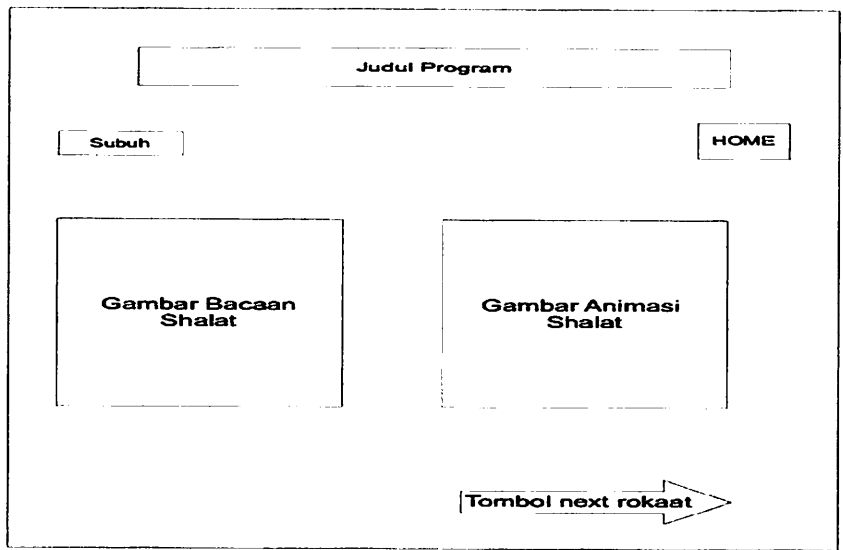 Judul Program
Subuh
HOME
Gambar Bacaan
Shalat
Gambar Animasi
Shalat
Tombol next rokaat